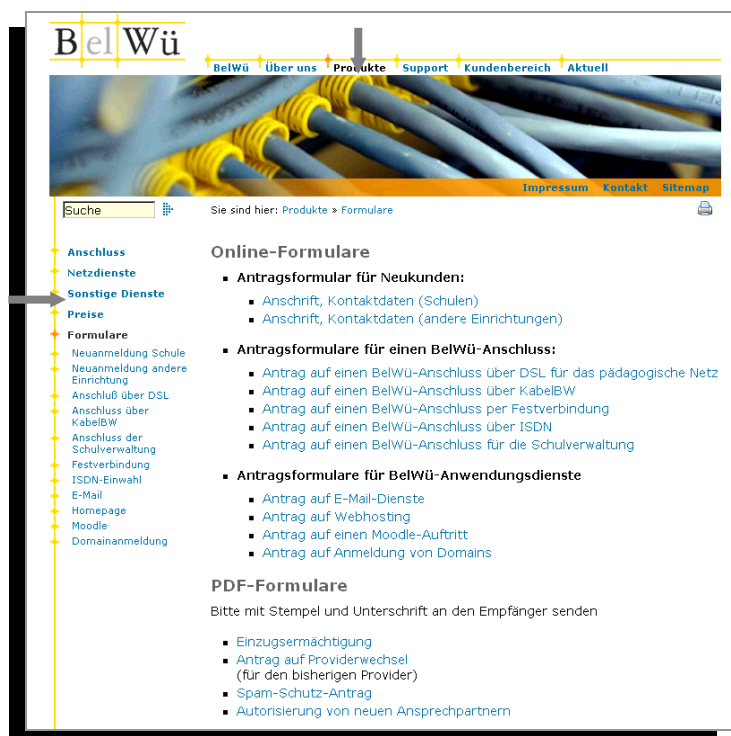 BelWü
BelWü Über uns Produkte Support Kundenbereich Aktuell
Impressum Kontakt Sitemap
Suche
Sie sind hier: Produkte » Formulare
Anschluss
Netzdienste
Sonstige Dienste
Preise
Formulare
Neuanmeldung Schule
Neuanmeldung andere
Einrichtung
Anschluß über DSL
Anschluss über
KabelBW
Anschluss der
Schulverwaltung
Festverbindung
ISDN-Einwahl
E-Mail
Homepage
Moodle
Domainanmeldung
Online-Formulare
Antragsformular für Neukunden:
Anschrift, Kontaktdaten (Schulen)
Anschrift, Kontaktdaten (andere Einrichtungen)
Antragsformulare für einen BelWü-Anschluss:
Antrag auf einen BelWü-Anschluss über DSL für das pädagogische Netz
Antrag auf einen BelWü-Anschluss über KabelBW
Antrag auf einen BelWü-Anschluss per Festverbindung
Antrag auf einen BelWü-Anschluss über ISDN
Antrag auf einen BelWü-Anschluss für die Schulverwaltung
Antragsformulare für BelWü-Anwendungsdienste
Antrag auf E-Mail-Dienste
Antrag auf Webhosting
Antrag auf einen Moodle-Auftritt
Antrag auf Anmeldung von Domains
PDF-Formulare
Bitte mit Stempel und Unterschrift an den Empfänger senden
Einzugsermächtigung
Antrag auf Providerwechsel
(für den bisherigen Provider)
Spam-Schutz-Antrag
Autorisierung von neuen Ansprechpartnern